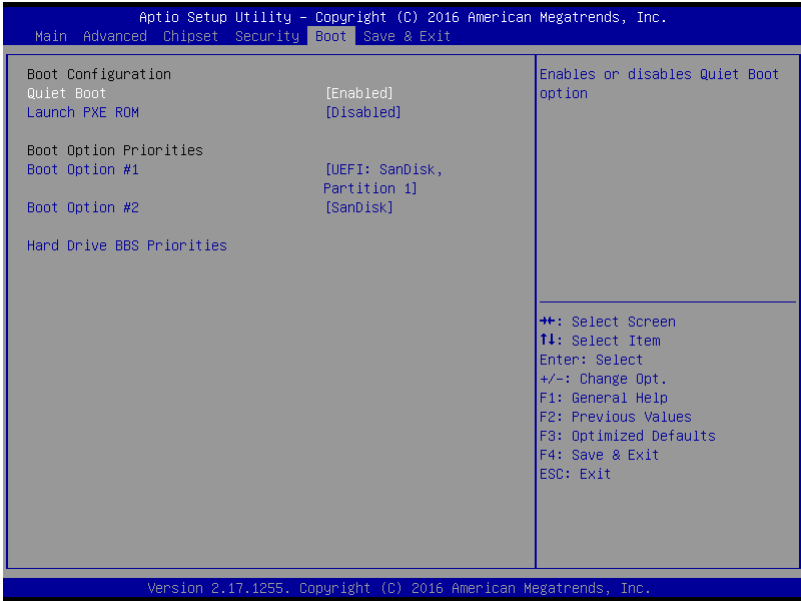 Aptio Setup Utility – Copyright (C) 2016 American Megatrends, Inc.
Main Advanced Chipset Security Boot Save & Exit
Boot Configuration
Quiet Boot [Enabled]
Launch PXE ROM [Disabled]
Boot Option Priorities
Boot Option #1 [UEFI: SanDisk,
Partition 1]
Boot Option #2 [SanDisk]
Hard Drive BBS Priorities
Enables or disables Quiet Boot
option
→←: Select Screen
↑↓: Select Item
Enter: Select
+/-: Change Opt.
F1: General Help
F2: Previous Values
F3: Optimized Defaults
F4: Save & Exit
ESC: Exit
Version 2.17.1255. Copyright (C) 2016 American Megatrends, Inc.